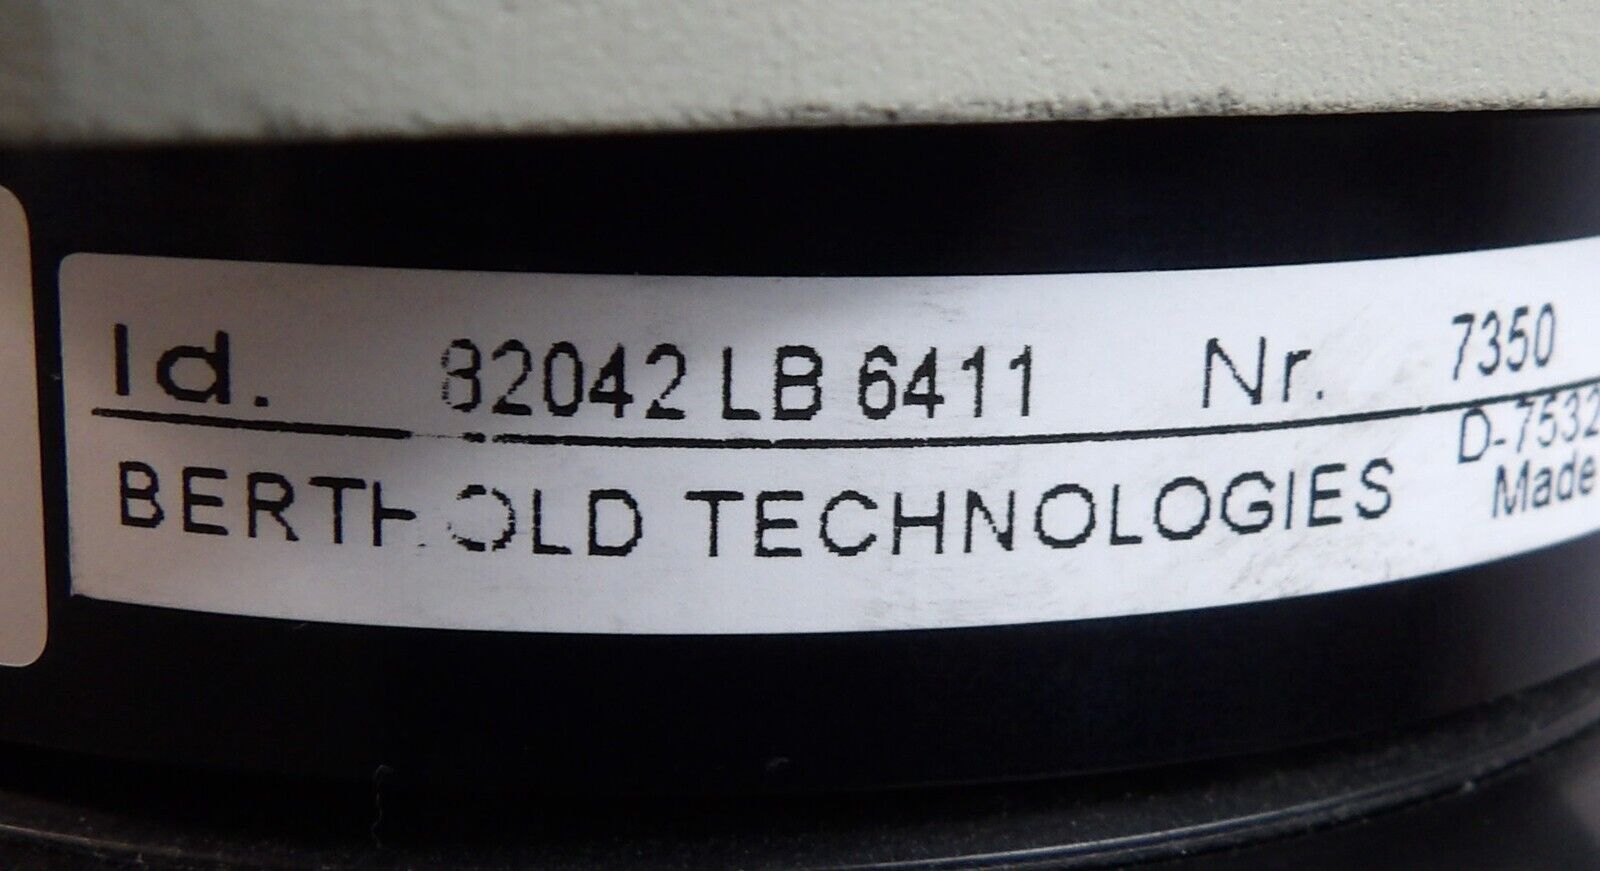 Id. 82042 LB 6411 Nr. 7350
BERTHOLD TECHNOLOGIES
D-7532
Made